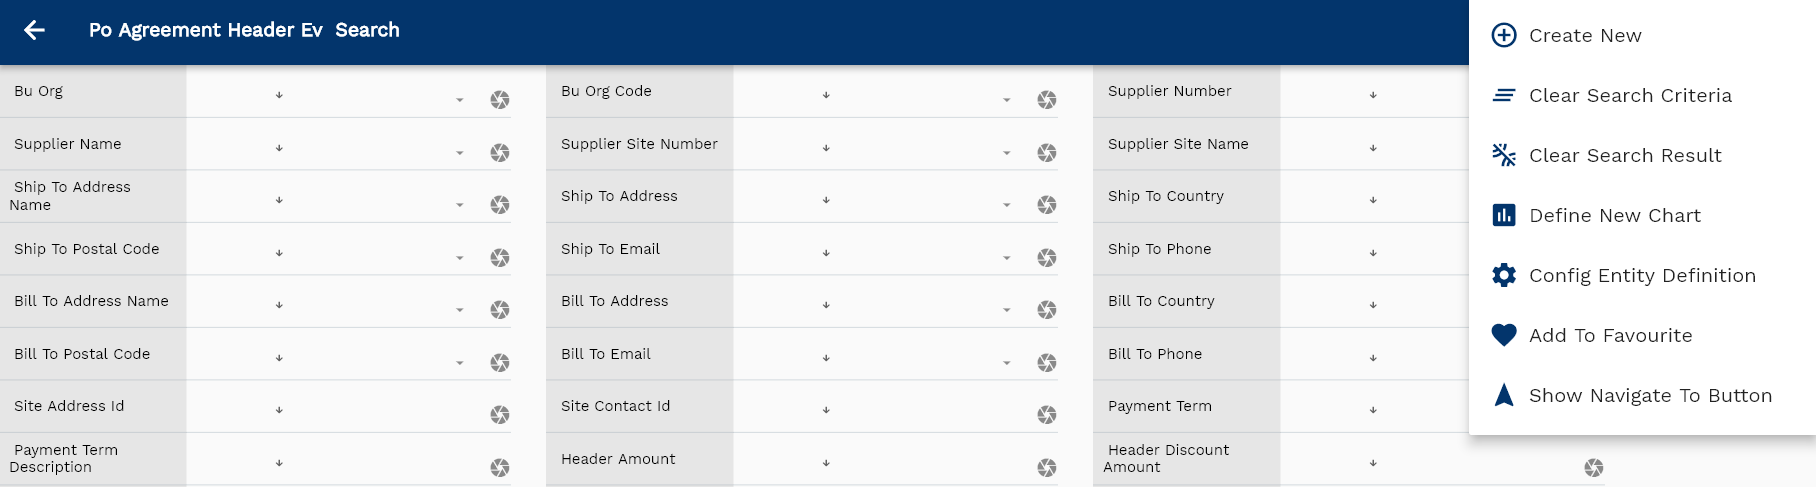 Po Agreement Header Ev  Search
Create New
Clear Search Criteria
Clear Search Result
Define New Chart
Config Entity Definition
Add To Favourite
Show Navigate To Button
Bu Org
Bu Org Code
Supplier Number
Supplier Name
Supplier Site Number
Supplier Site Name
Ship To Address
Name
Ship To Address
Ship To Country
Ship To Postal Code
Ship To Email
Ship To Phone
Bill To Address Name
Bill To Address
Bill To Country
Bill To Postal Code
Bill To Email
Bill To Phone
Site Address Id
Site Contact Id
Payment Term
Payment Term
Description
Header Amount
Header Discount
Amount